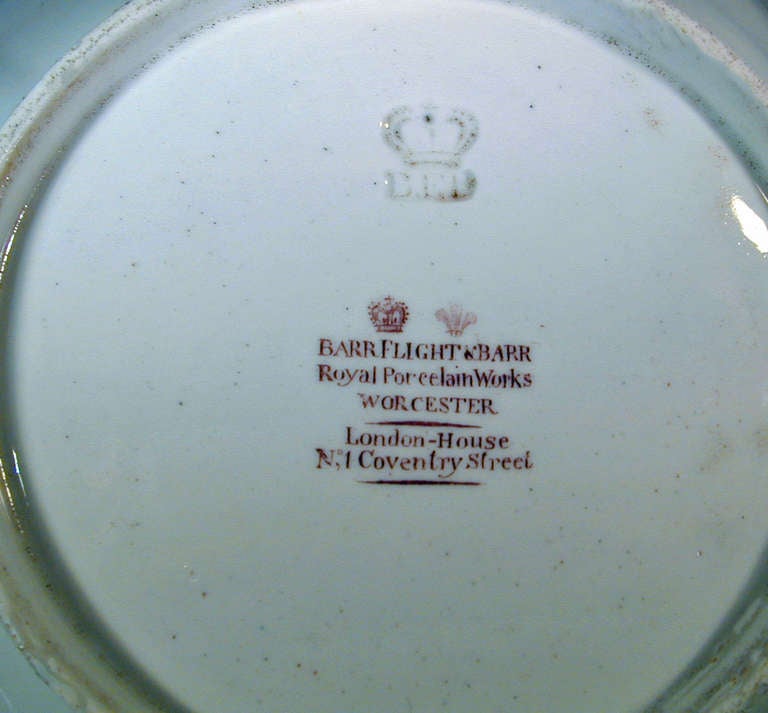 BARR FLIGHT & BARR
Royal Porcelain Works
WORCESTER
London-House
No, 1 Coventry Street